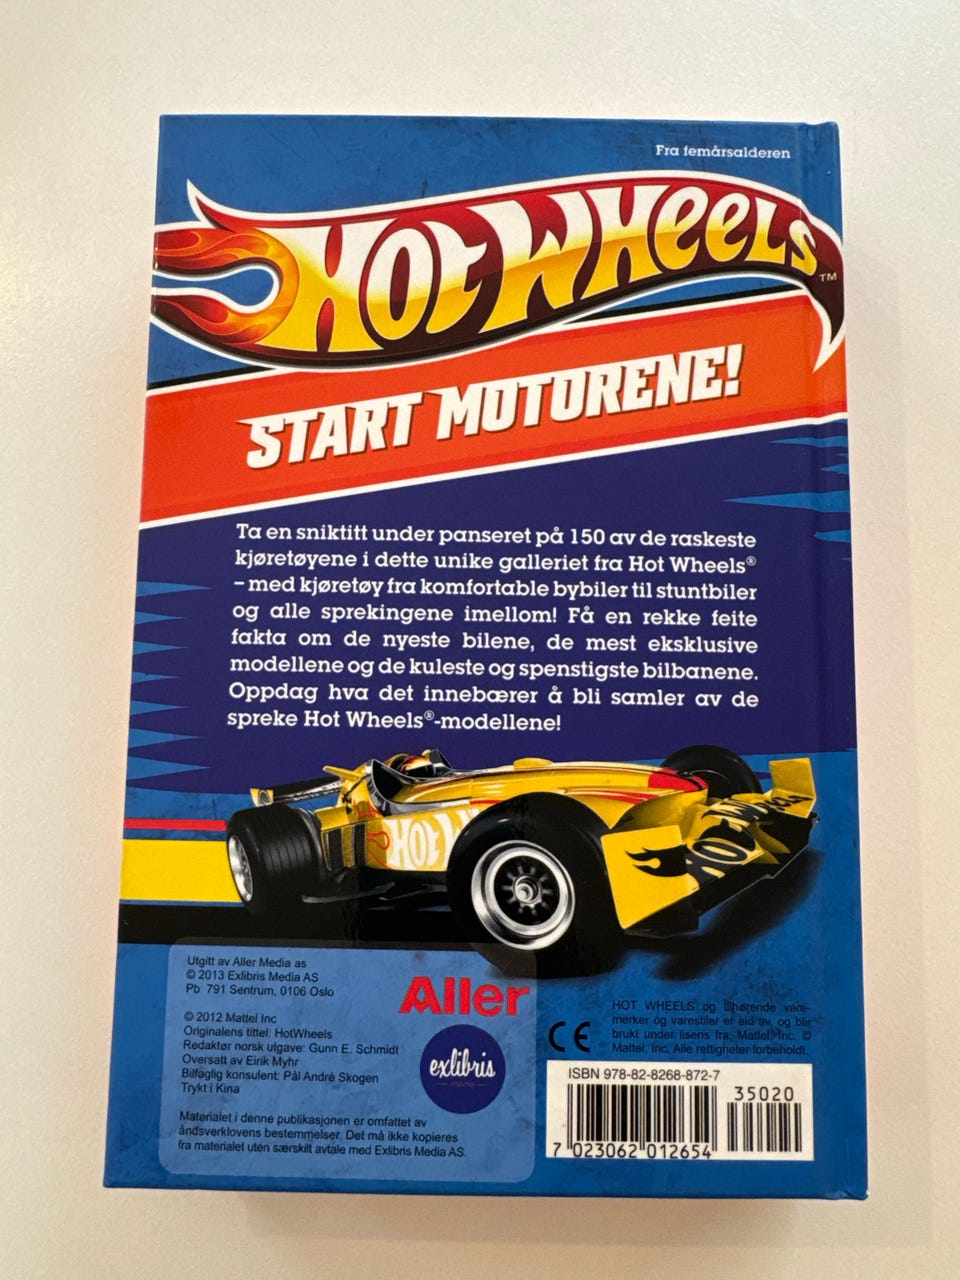 Fra femårsalderen
HOT WHEELS™
START MOTORENE!
Ta en sniktitt under panseret på 150 av de raskeste
kjøretøyene i dette unike galleriet fra Hot Wheels®
– med kjøretøy fra komfortable bybiler til stuntbiler
og alle sprekingene imellom! Få en rekke feite
fakta om de nyeste bilene, de mest eksklusive
modellene og de kuleste og spenstigste bilbanene.
Oppdag hva det innebærer å bli samler av de
spreke Hot Wheels®-modellene!
HOT W
HOT WHEELS
Utgitt av Aller Media as
© 2013 Exlibris Media AS
Pb 791 Sentrum, 0106 Oslo
© 2012 Mattel Inc
Originalens tittel: HotWheels
Redaktør norsk utgave: Gunn E. Schmidt
Oversatt av Eirik Myhr
Bilfaglig konsulent: Pål André Skogen
Trykt i Kina
Materialet i denne publikasjonen er omfattet av
åndsverklovens bestemmelser. Det må ikke kopieres
fra materialet uten særskilt avtale med Exlibris Media AS.
Aller
exlibris
media
CE
HOT WHEELS og tilhørende vare-
merker og varestiler er eid av, og blir
brukt under lisens fra, Mattel, Inc. ©
Mattel, Inc. Alle rettigheter forbeholdt.
ISBN 978-82-8268-872-7
35020
7 023062 012654